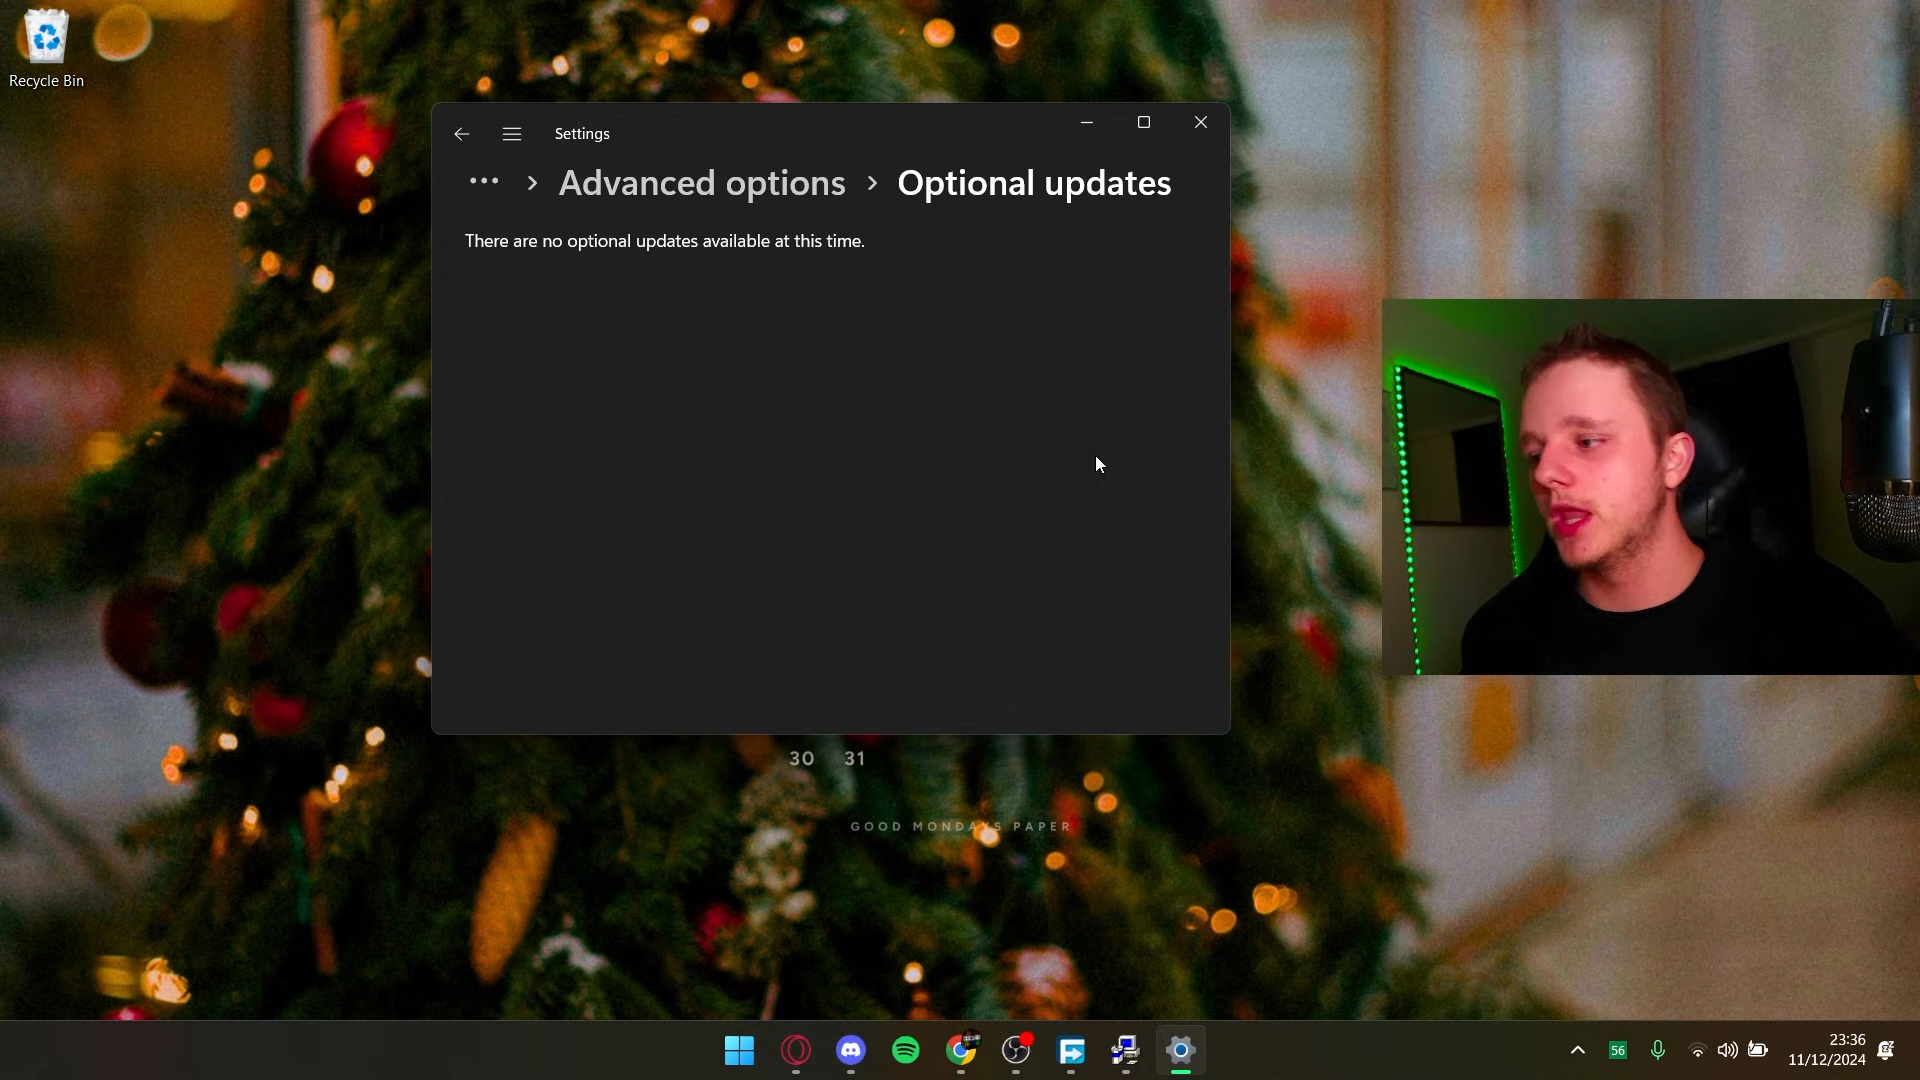 Recycle Bin
Settings
... > Advanced options > Optional updates
There are no optional updates available at this time.
30 31
GOOD MONDAYS PAPER
56
23:36
11/12/2024